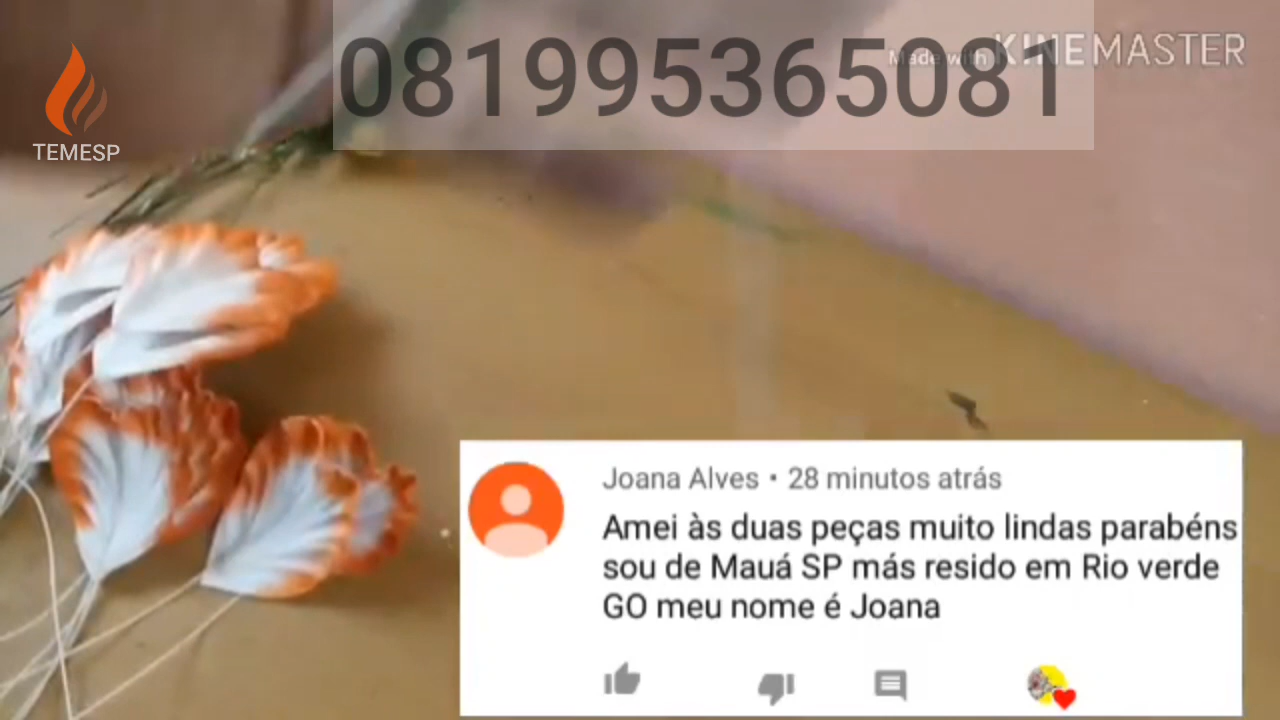 081995365081
Made with KINEMASTER
TEMESP
Joana Alves • 28 minutos atrás
Amei às duas peças muito lindas parabéns
sou de Mauá SP más resido em Rio verde
GO meu nome é Joana